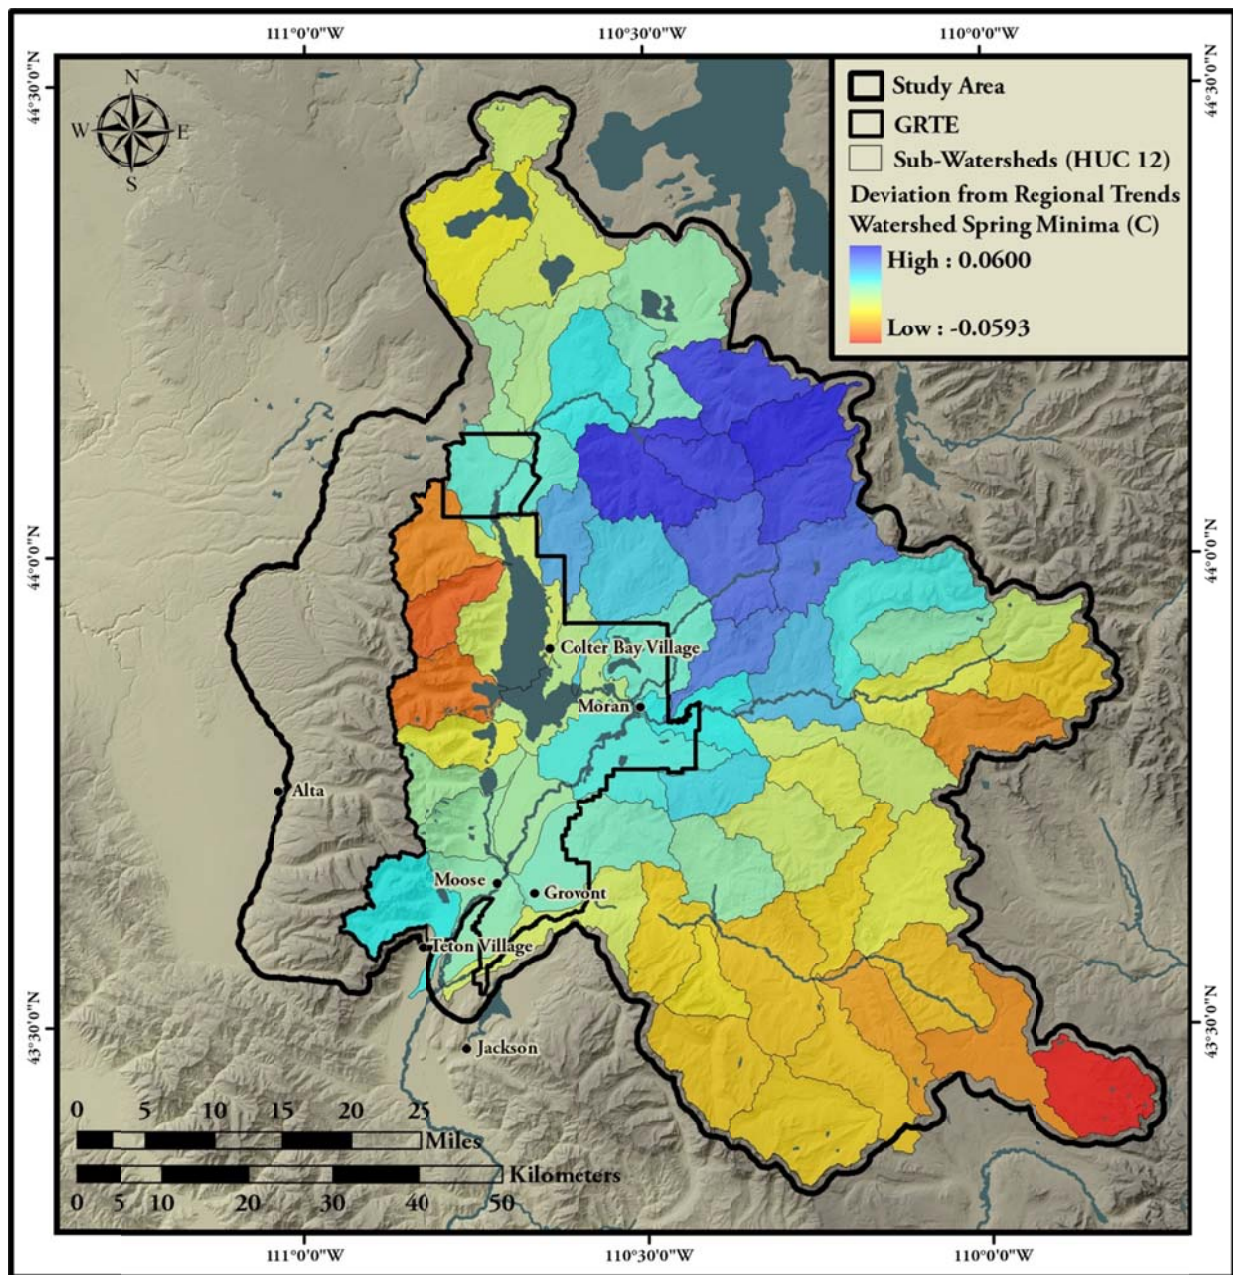 111°0'0"W 110°30'0"W 110°0'0"W
44°30'0"N 44°30'0"N
N
W E
S
Study Area
GRTE
Sub-Watersheds (HUC 12)
Deviation from Regional Trends
Watershed Spring Minima (C)
High : 0.0600
Low : -0.0593
44°0'0"N 44°0'0"N
Colter Bay Village
Moran
Alta
Moose
Grovont
Teton Village
43°30'0"N 43°30'0"N
Jackson
0 5 10 15 20 25
Miles
Kilometers
0 5 10 20 30 40 50
111°0'0"W 110°30'0"W 110°0'0"W